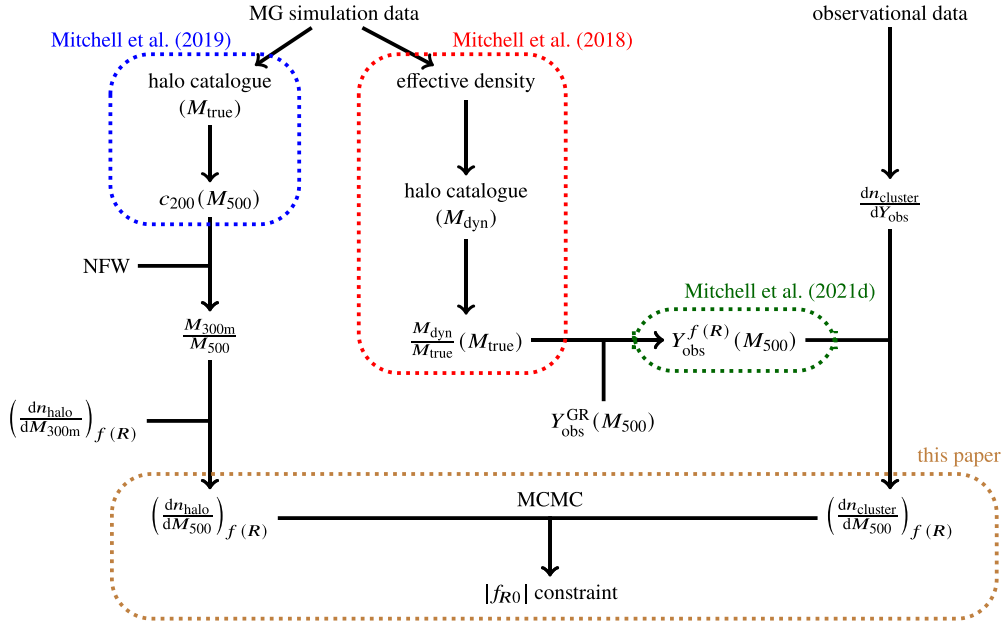 MG simulation data
observational data
Mitchell et al. (2019)
Mitchell et al. (2018)
halo catalogue
(M_true)
effective density
c_200(M_500)
halo catalogue
(M_dyn)
dn_cluster/dY_obs
NFW
Mitchell et al. (2021d)
M_300m/M_500
M_dyn/M_true (M_true)
Y_obs^f(R) (M_500)
(dn_halo/dM_300m)_f(R)
Y_obs^GR (M_500)
this paper
(dn_halo/dM_500)_f(R)
MCMC
(dn_cluster/dM_500)_f(R)
|f_R0| constraint